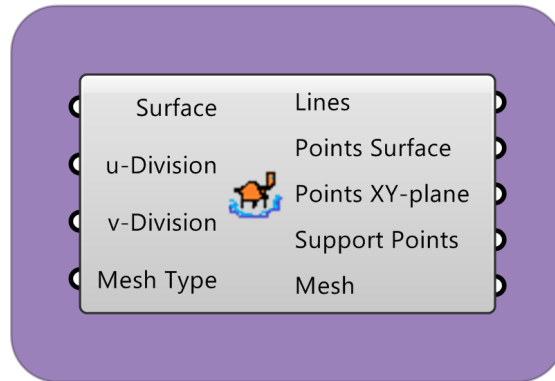 Surface
u-Division
v-Division
Mesh Type
Lines
Points Surface
Points XY-plane
Support Points
Mesh